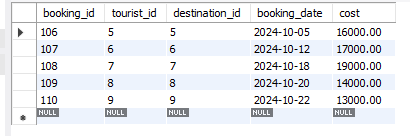 booking_id tourist_id destination_id booking_date cost
106 5 5 2024-10-05 16000.00
107 6 6 2024-10-12 17000.00
108 7 7 2024-10-18 19000.00
109 8 8 2024-10-20 14000.00
110 9 9 2024-10-22 13000.00
NULL NULL NULL NULL NULL